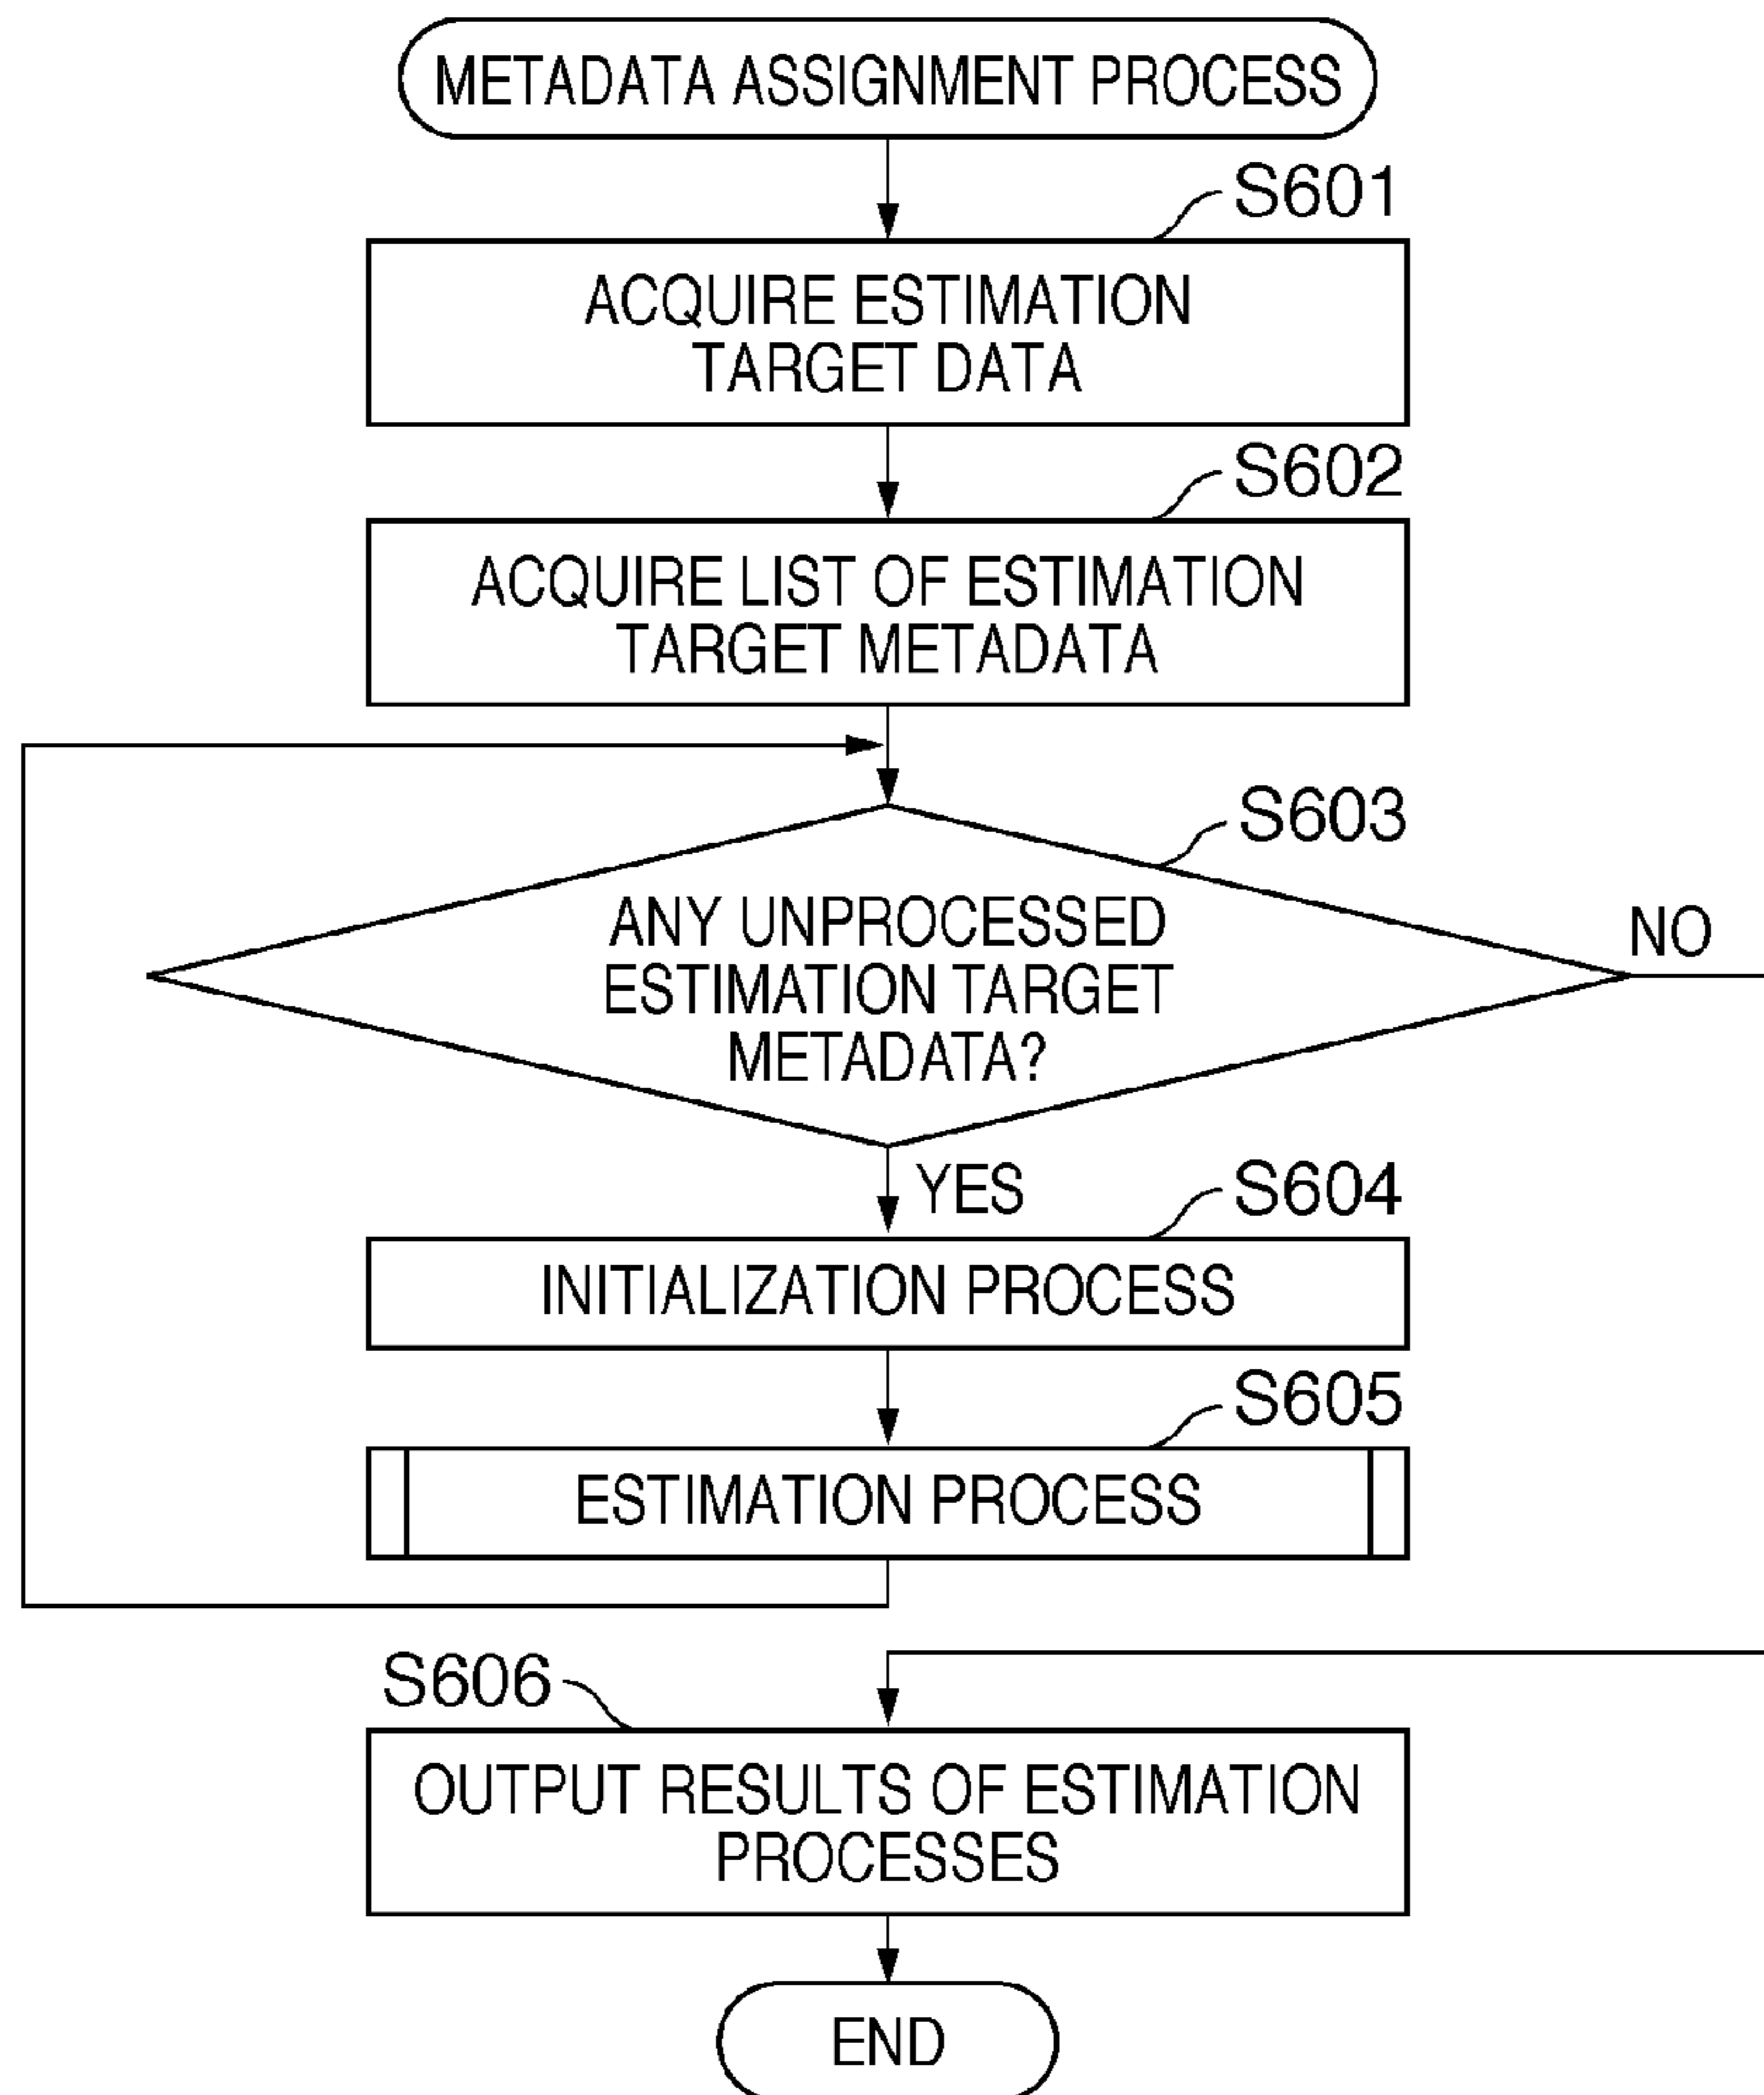 METADATA ASSIGNMENT PROCESS
S601
ACQUIRE ESTIMATION
TARGET DATA
S602
ACQUIRE LIST OF ESTIMATION
TARGET METADATA
S603
ANY UNPROCESSED
ESTIMATION TARGET
METADATA?
NO
YES
S604
INITIALIZATION PROCESS
S605
ESTIMATION PROCESS
S606
OUTPUT RESULTS OF ESTIMATION
PROCESSES
END